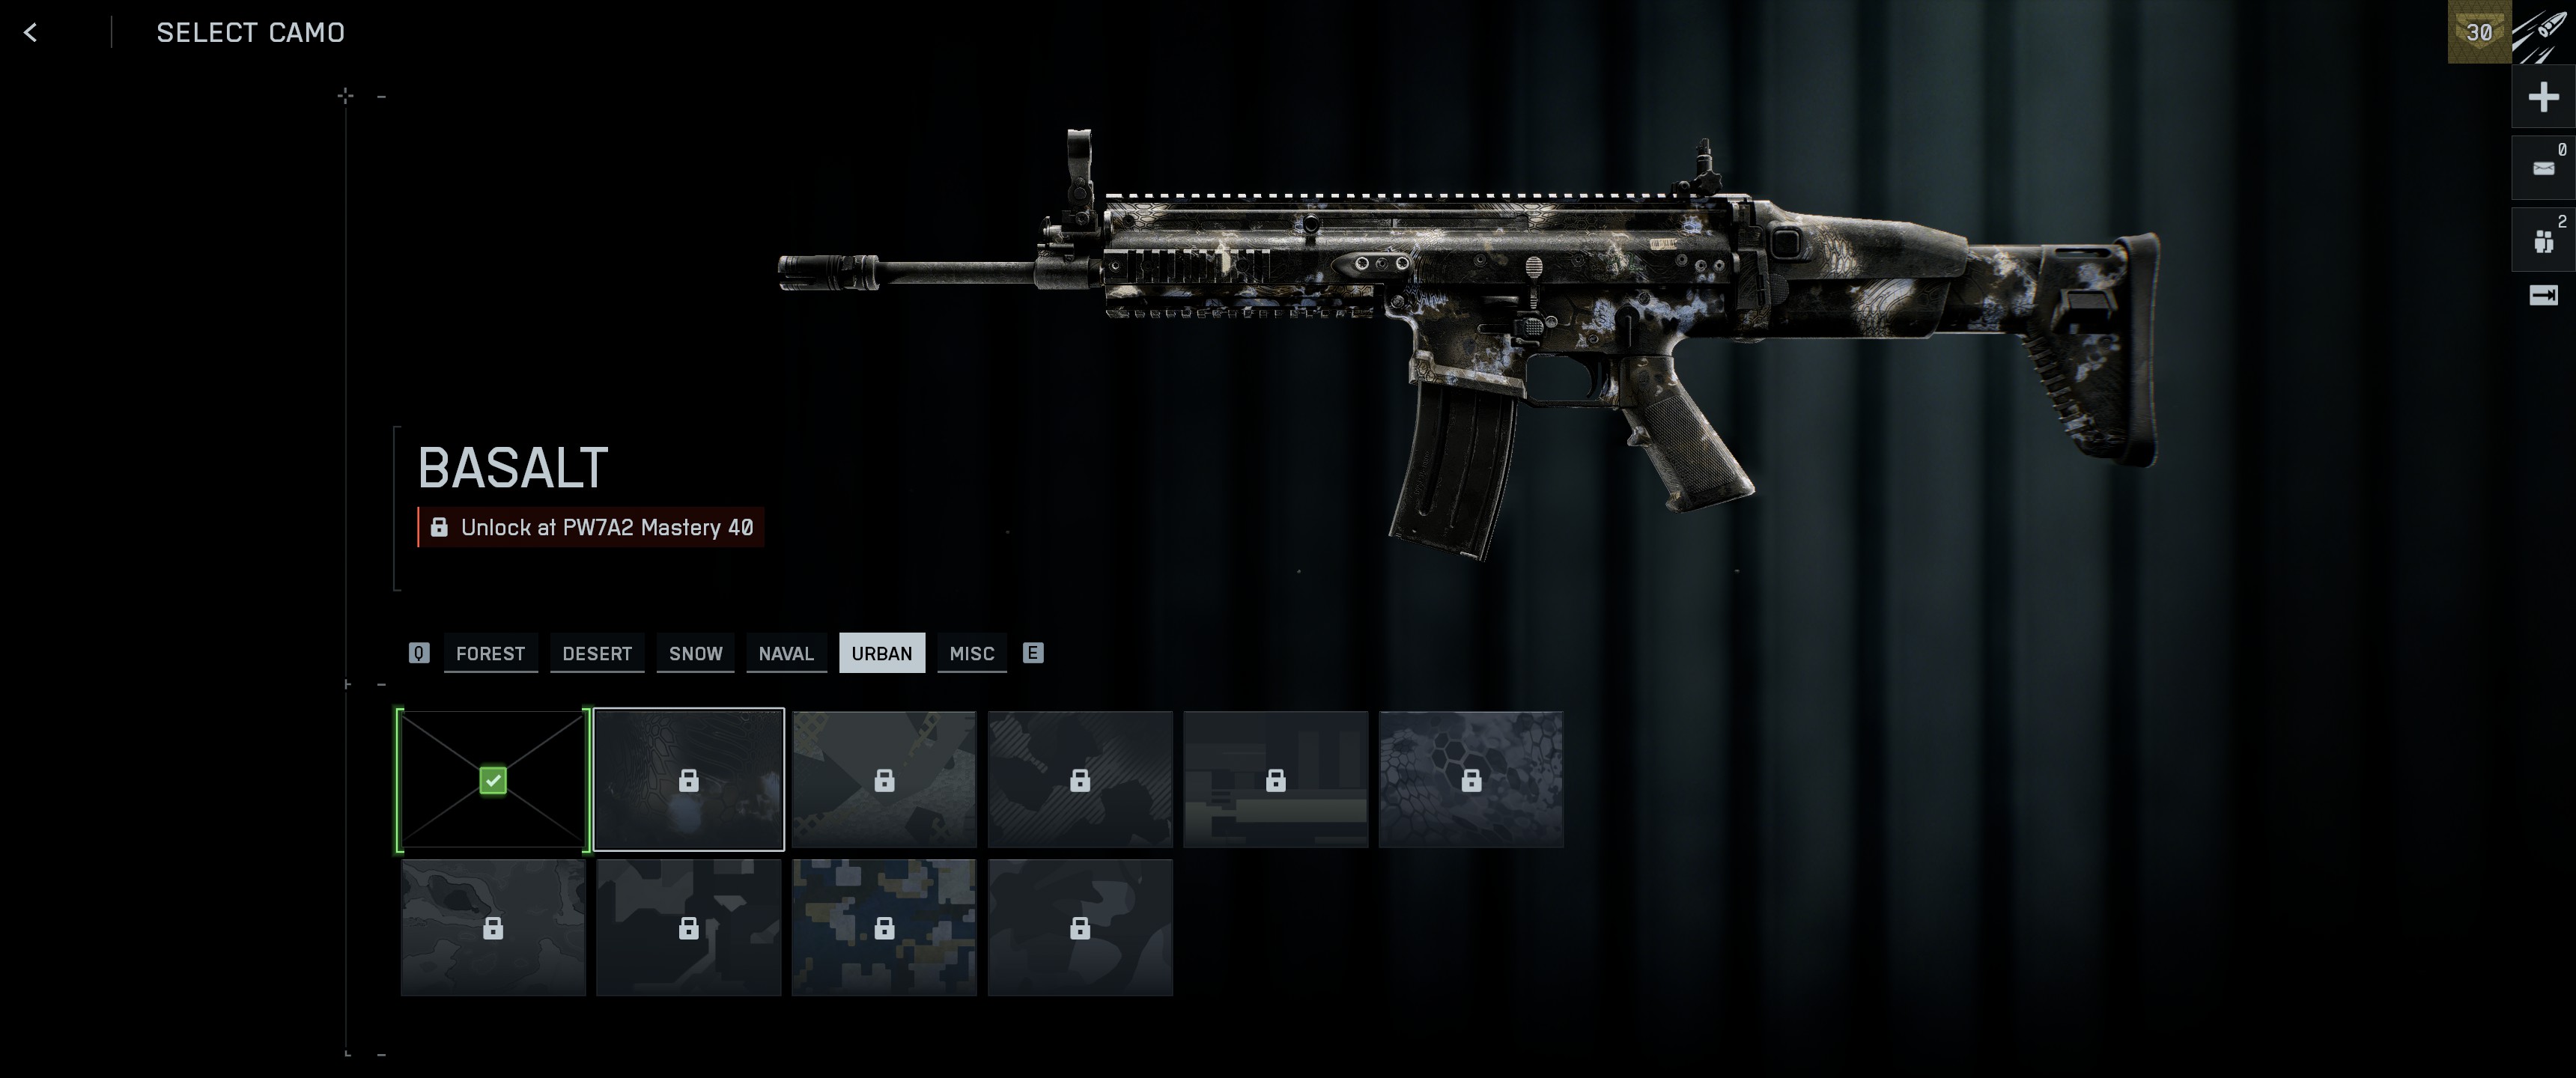 SELECT CAMO
30
0
2
BASALT
Unlock at PW7A2 Mastery 40
Q FOREST DESERT SNOW NAVAL URBAN MISC E